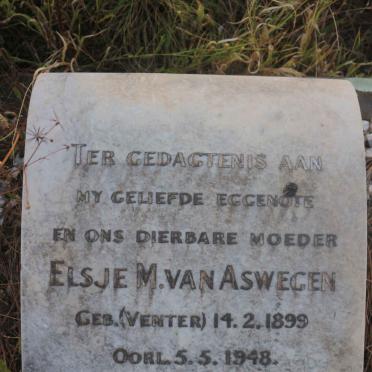 TER GEDAGTENIS AAN
MY GELIEFDE EGGENOTE
EN ONS DIERBARE MOEDER
ELSJE M. VAN ASWEGEN
GEB. (VENTER) 14.2.1899
OORL. 5.5.1948.